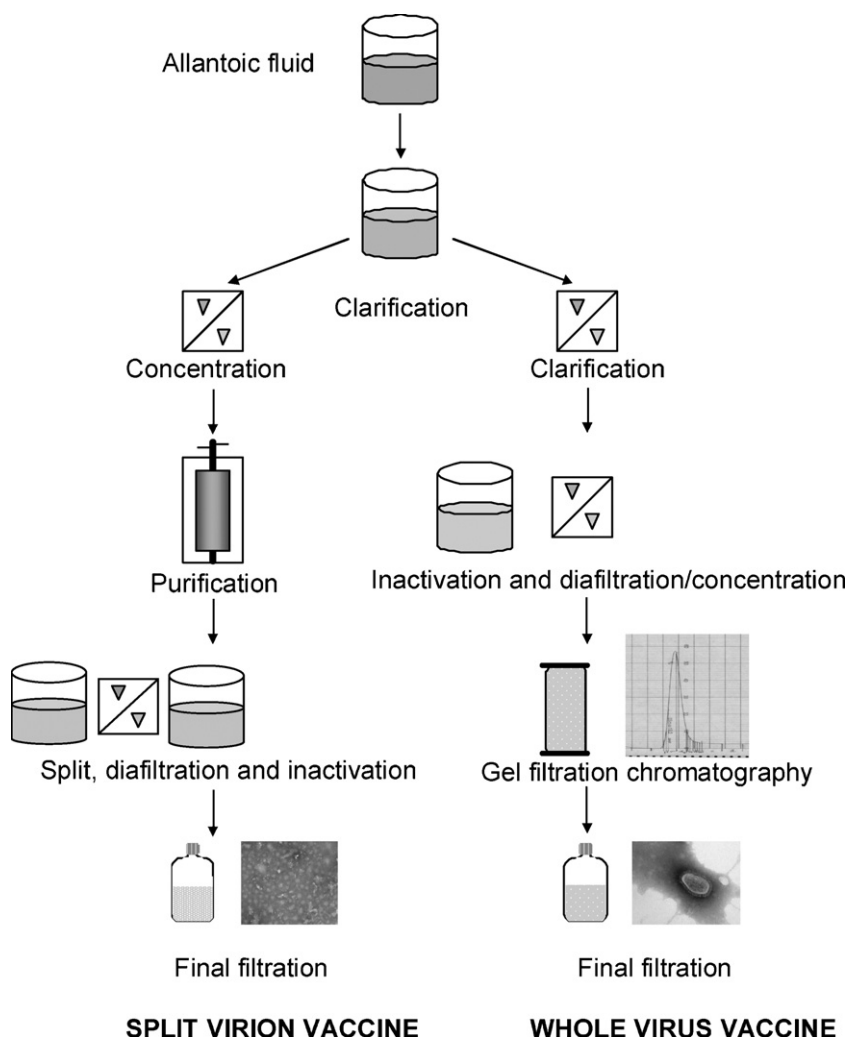 Allantoic fluid
Clarification
Concentration
Clarification
Purification
Inactivation and diafiltration/concentration
Split, diafiltration and inactivation
Gel filtration chromatography
Final filtration
Final filtration
SPLIT VIRION VACCINE
WHOLE VIRUS VACCINE